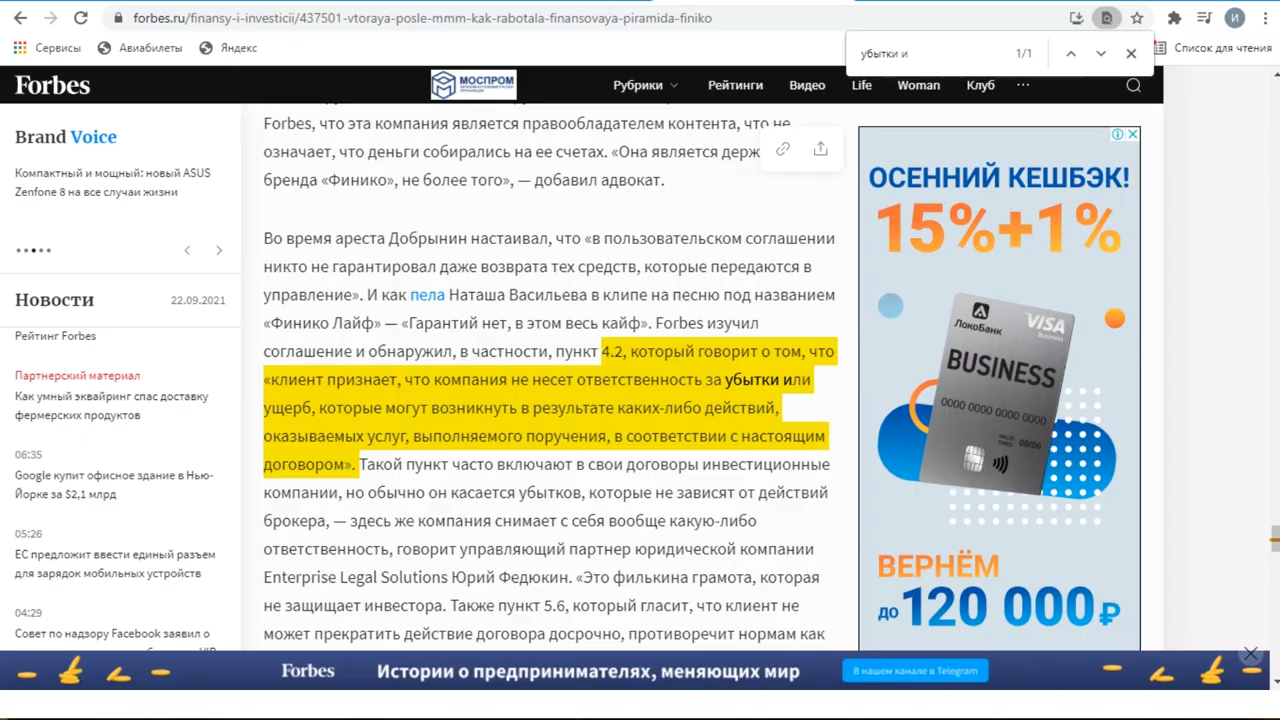 forbes.ru/finansy-i-investicii/437501-vtoraya-posle-mmm-kak-rabotala-finansovaya-piramida-finiko
И
Сервисы Авиабилеты Яндекс
убытки и 1/1
Список для чтения
Forbes
МОСПРОМ
Рубрики Рейтинги Видео Life Woman Клуб ...
Brand Voice
Компактный и мощный: новый ASUS
Zenfone 8 на все случаи жизни
Новости 22.09.2021
Рейтинг Forbes
Партнерский материал
Как умный эквайринг спас доставку
фермерских продуктов
06:35
Google купит офисное здание в Нью-
Йорке за $2,1 млрд
05:26
ЕС предложит ввести единый разъем
для зарядок мобильных устройств
04:29
Совет по надзору Facebook заявил о
Forbes, что эта компания является правообладателем контента, что не
означает, что деньги собирались на ее счетах. «Она является держ
бренда «Финико», не более того», — добавил адвокат.
Во время ареста Добрынин настаивал, что «в пользовательском соглашении
никто не гарантировал даже возврата тех средств, которые передаются в
управление». И как пела Наташа Васильева в клипе на песню под названием
«Финико Лайф» — «Гарантий нет, в этом весь кайф». Forbes изучил
соглашение и обнаружил, в частности, пункт 4.2, который говорит о том, что
«клиент признает, что компания не несет ответственность за убытки или
ущерб, которые могут возникнуть в результате каких-либо действий,
оказываемых услуг, выполняемого поручения, в соответствии с настоящим
договором». Такой пункт часто включают в свои договоры инвестиционные
компании, но обычно он касается убытков, которые не зависят от действий
брокера, — здесь же компания снимает с себя вообще какую-либо
ответственность, говорит управляющий партнер юридической компании
Enterprise Legal Solutions Юрий Федюкин. «Это филькина грамота, которая
не защищает инвестора. Также пункт 5.6, который гласит, что клиент не
может прекратить действие договора досрочно, противоречит нормам как
ОСЕННИЙ КЕШБЭК!
15%+1%
ЛокоБанк
VISA
BUSINESS
0000 0000 0000 0000
00/00
ВЕРНЁМ
до 120 000 ₽
Forbes Истории о предпринимателях, меняющих мир В нашем канале в Telegram